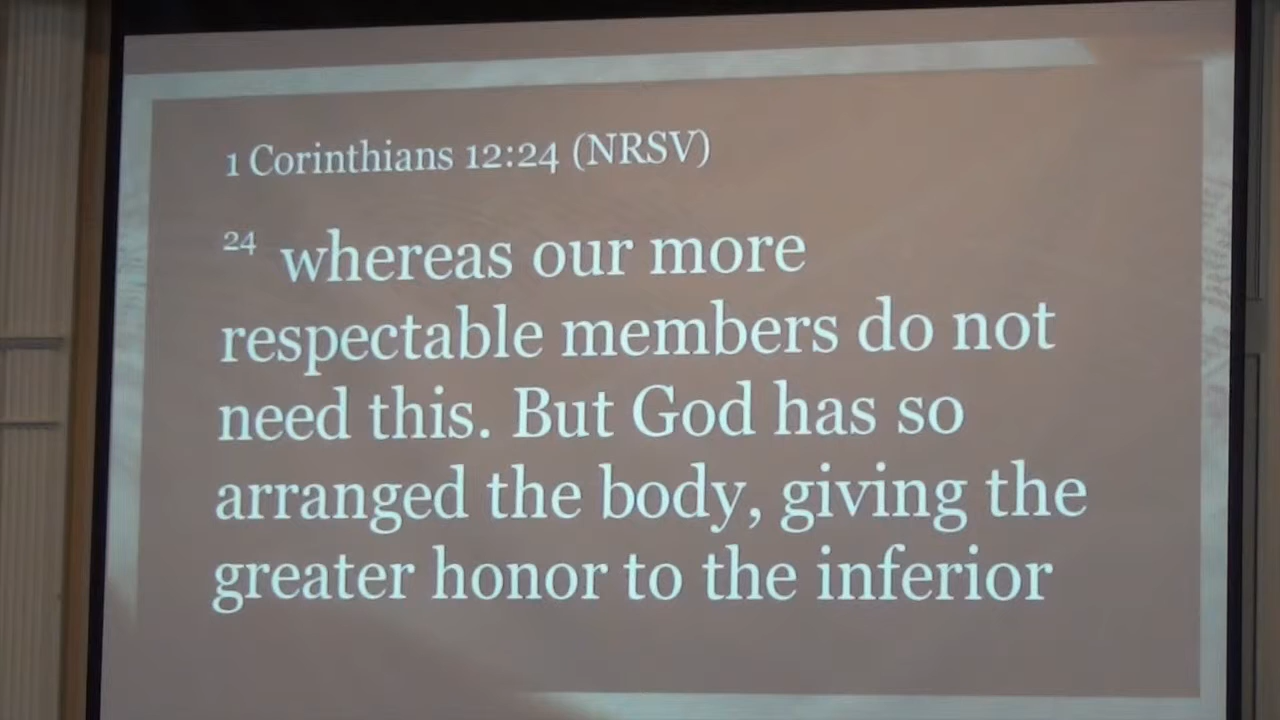 1 Corinthians 12:24 (NRSV)
24 whereas our more
respectable members do not
need this. But God has so
arranged the body, giving the
greater honor to the inferior